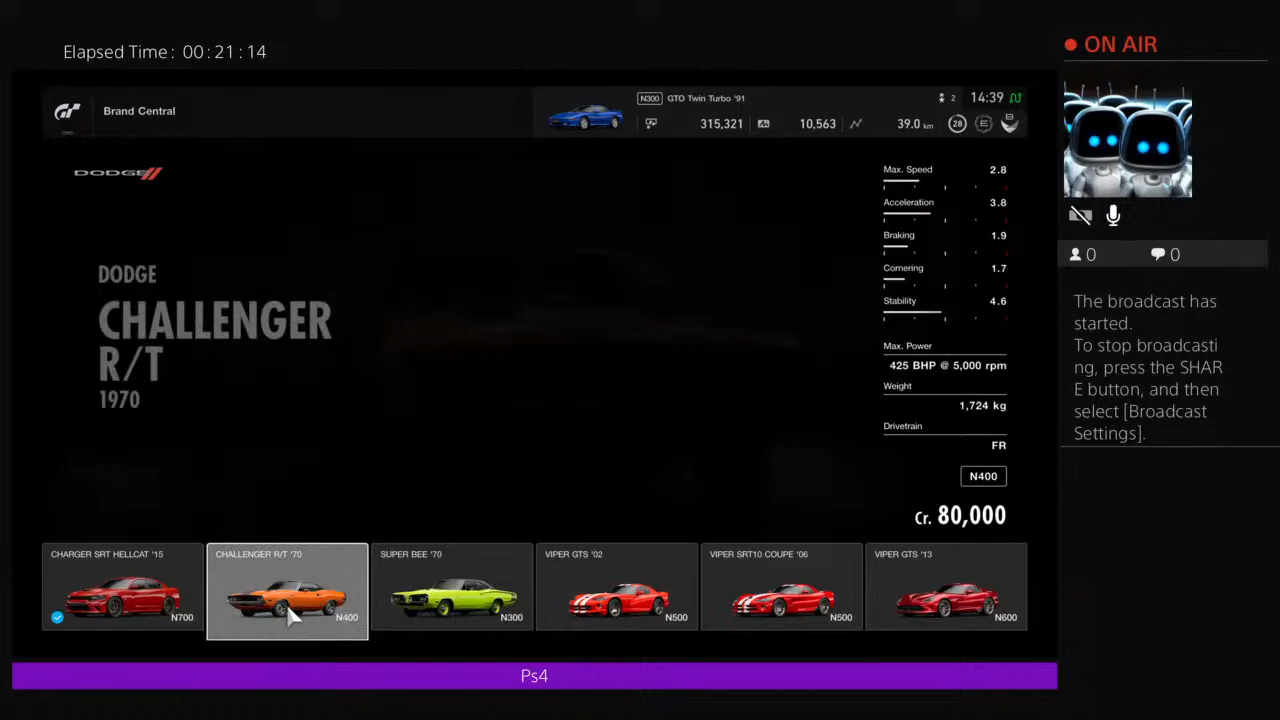 Elapsed Time: 00:21:14
ON AIR
Brand Central
N300 GTO Twin Turbo '91
2 14:39
315,321 10,563 39.0 km 28 E B
DODGE
Max. Speed 2.8
Acceleration 3.8
Braking 1.9
Cornering 1.7
Stability 4.6
DODGE
CHALLENGER
R/T
1970
Max. Power
425 BHP @ 5,000 rpm
Weight
1,724 kg
Drivetrain
FR
N400
Cr. 80,000
0 0
The broadcast has
started.
To stop broadcasti
ng, press the SHAR
E button, and then
select [Broadcast
Settings].
CHARGER SRT HELLCAT '15
N700
CHALLENGER R/T '70
N400
SUPER BEE '70
N300
VIPER GTS '02
N500
VIPER SRT10 COUPE '06
N500
VIPER GTS '13
N600
Ps4